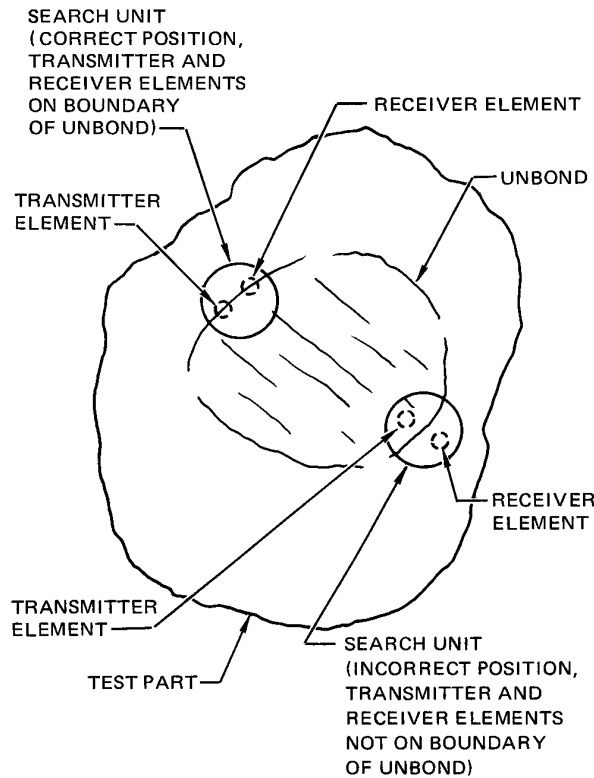 SEARCH UNIT
(CORRECT POSITION,
TRANSMITTER AND
RECEIVER ELEMENTS
ON BOUNDARY
OF UNBOND)
RECEIVER ELEMENT
UNBOND
TRANSMITTER
ELEMENT
RECEIVER
ELEMENT
TRANSMITTER
ELEMENT
TEST PART
SEARCH UNIT
(INCORRECT POSITION,
TRANSMITTER AND
RECEIVER ELEMENTS
NOT ON BOUNDARY
OF UNBOND)